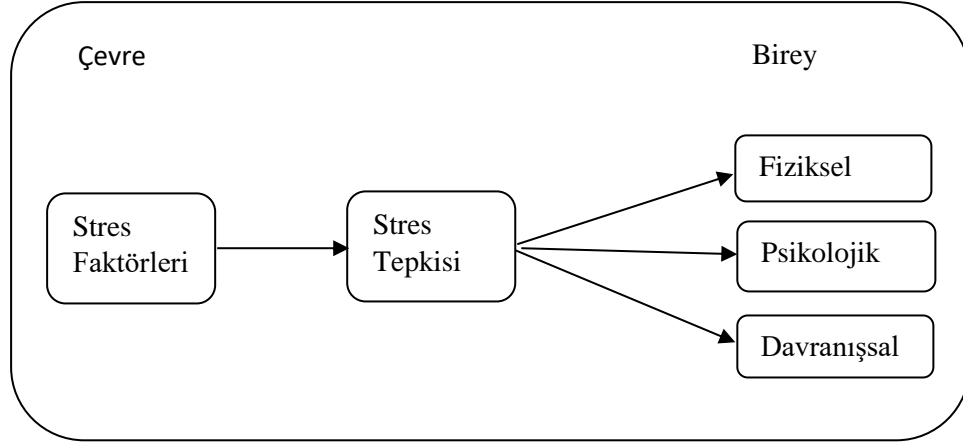 Çevre
Birey
Stres
Faktörleri
Stres
Tepkisi
Fiziksel
Psikolojik
Davranışsal